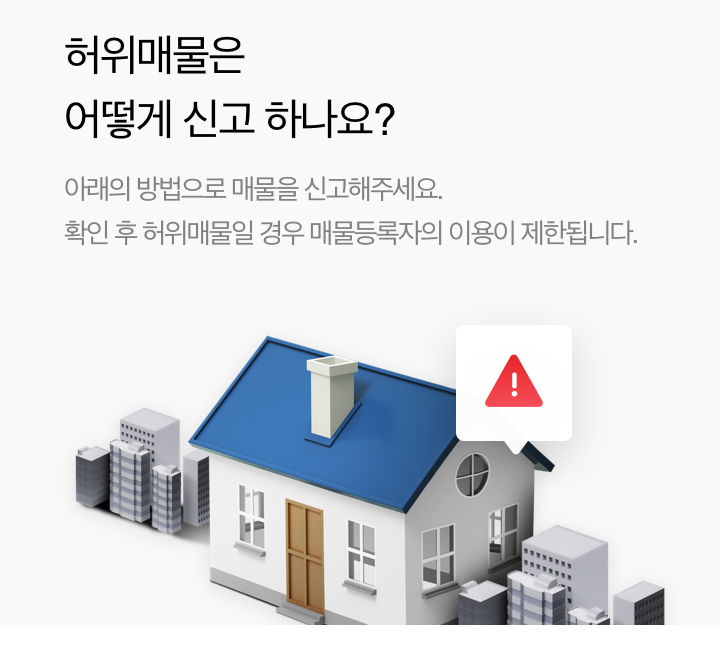 허위매물은
어떻게 신고 하나요?
아래의 방법으로 매물을 신고해주세요.
확인 후 허위매물일 경우 매물등록자의 이용이 제한됩니다.